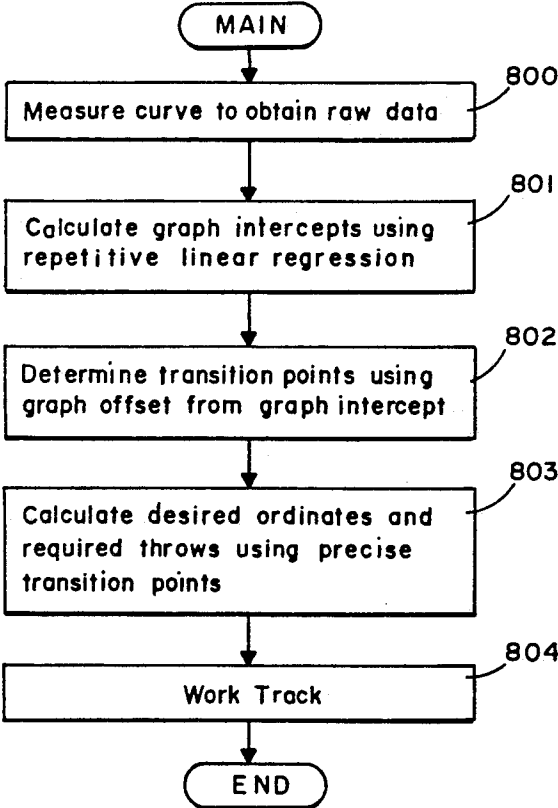 MAIN
800
Measure curve to obtain raw data
801
Calculate graph intercepts using
repetitive linear regression
802
Determine transition points using
graph offset from graph intercept
803
Calculate desired ordinates and
required throws using precise
transition points
804
Work Track
END